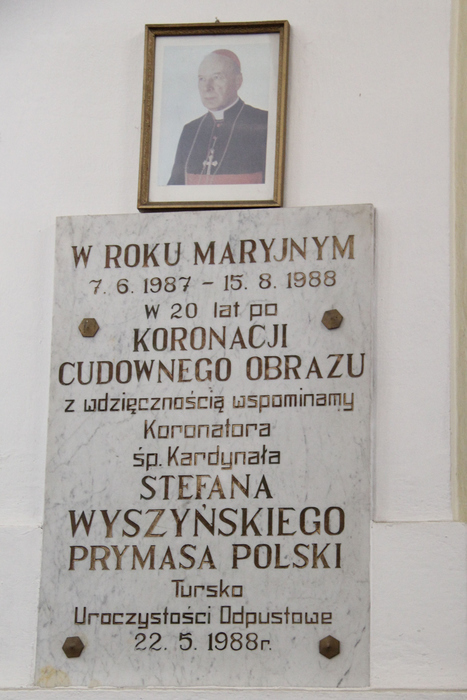 W ROKU MARYJNYM
7. 6. 1987 - 15. 8. 1988
W 20 lat po
KORONACJI
CUDOWNEGO OBRAZU
z wdzięcznością wspominamy
Koronatora
śp. Kardynała
STEFANA
WYSZYŃSKIEGO
PRYMASA POLSKI
Tursko
Uroczystości Odpustowe
22. 5. 1988r.